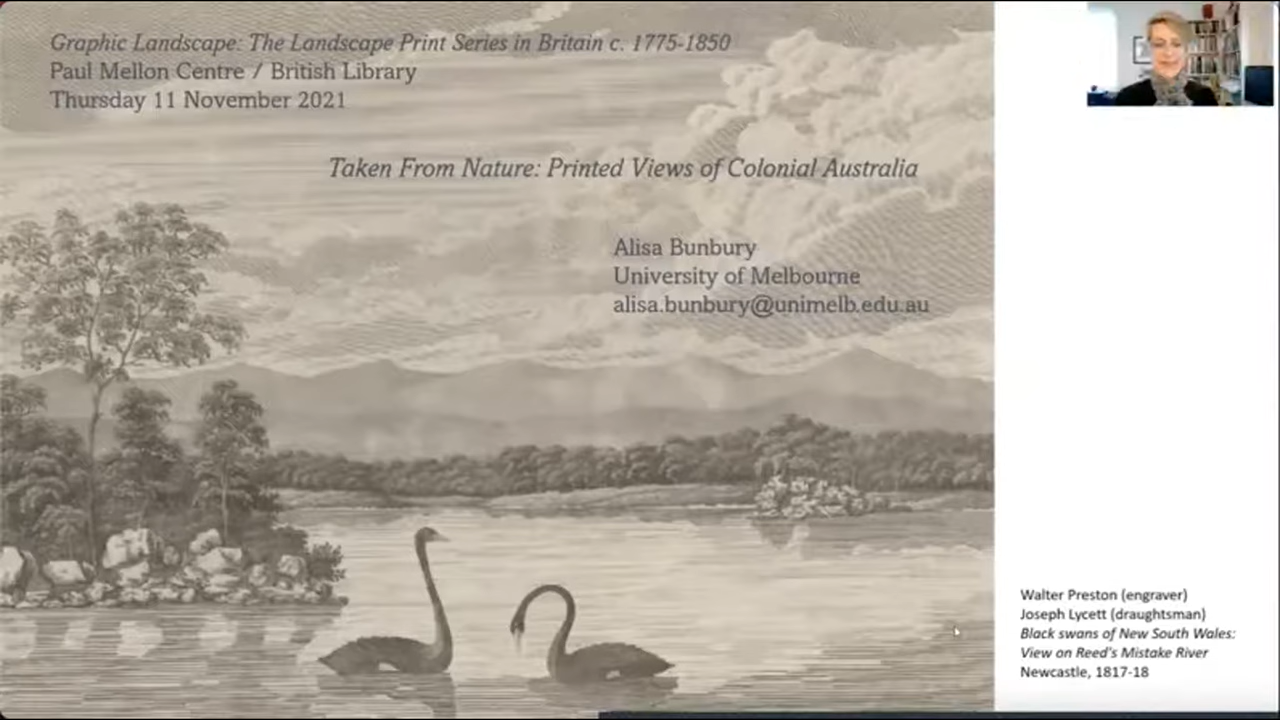 Graphic Landscape: The Landscape Print Series in Britain c. 1775-1850
Paul Mellon Centre / British Library
Thursday 11 November 2021
Taken From Nature: Printed Views of Colonial Australia
Alisa Bunbury
University of Melbourne
alisa.bunbury@unimelb.edu.au
Walter Preston (engraver)
Joseph Lycett (draughtsman)
Black swans of New South Wales:
View on Reed's Mistake River
Newcastle, 1817-18